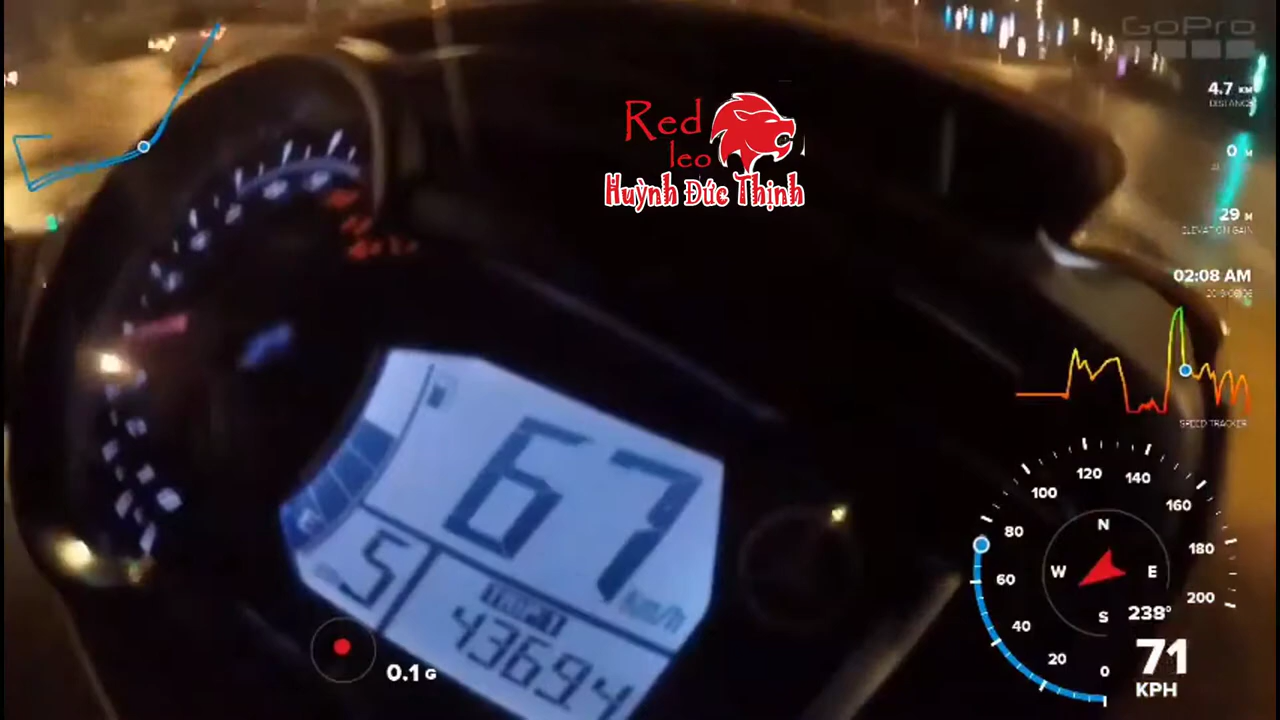 GoPro
Red
leo
Huỳnh Đức Thịnh
4.7 KM
DISTANCE
0 M
29 M
ELEVATION GAIN
02:08 AM
SPEED TRACKER
67
km/h
5
4369.4
0.1 G
0
20
40
60
80
100
120
140
160
180
200
N
W
E
S
238°
71
KPH